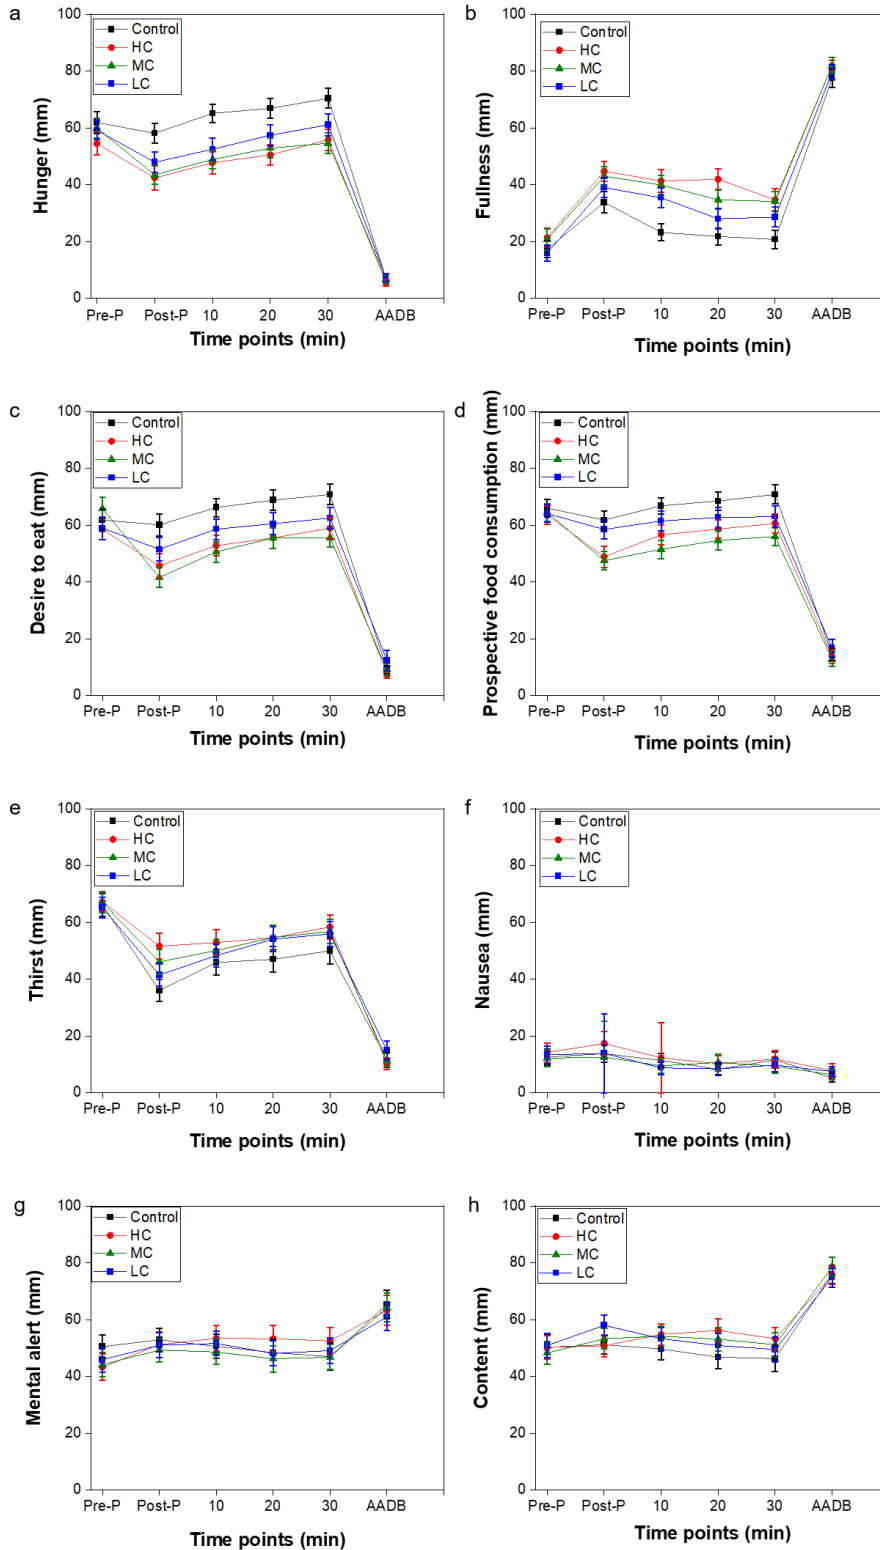 a
100
80
60
40
20
0
Hunger (mm)
Control
HC
MC
LC
Pre-P Post-P 10 20 30 AADB
Time points (min)
b
100
80
60
40
20
0
Fullness (mm)
Control
HC
MC
LC
Pre-P Post-P 10 20 30 AADB
Time points (min)
c
100
80
60
40
20
0
Desire to eat (mm)
Control
HC
MC
LC
Pre-P Post-P 10 20 30 AADB
Time points (min)
d
100
80
60
40
20
0
Prospective food consumption (mm)
Control
HC
MC
LC
Pre-P Post-P 10 20 30 AADB
Time points (min)
e
100
80
60
40
20
0
Thirst (mm)
Control
HC
MC
LC
Pre-P Post-P 10 20 30 AADB
Time points (min)
f
100
80
60
40
20
0
Nausea (mm)
Control
HC
MC
LC
Pre-P Post-P 10 20 30 AADB
Time points (min)
g
100
80
60
40
20
0
Mental alert (mm)
Control
HC
MC
LC
Pre-P Post-P 10 20 30 AADB
Time points (min)
h
100
80
60
40
20
0
Content (mm)
Control
HC
MC
LC
Pre-P Post-P 10 20 30 AADB
Time points (min)